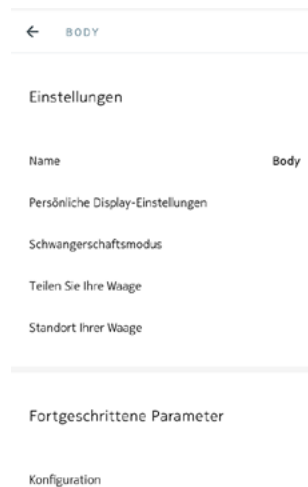 BODY
Einstellungen
Name Body
Persönliche Display-Einstellungen
Schwangerschaftsmodus
Teilen Sie Ihre Waage
Standort Ihrer Waage
Fortgeschrittene Parameter
Konfiguration